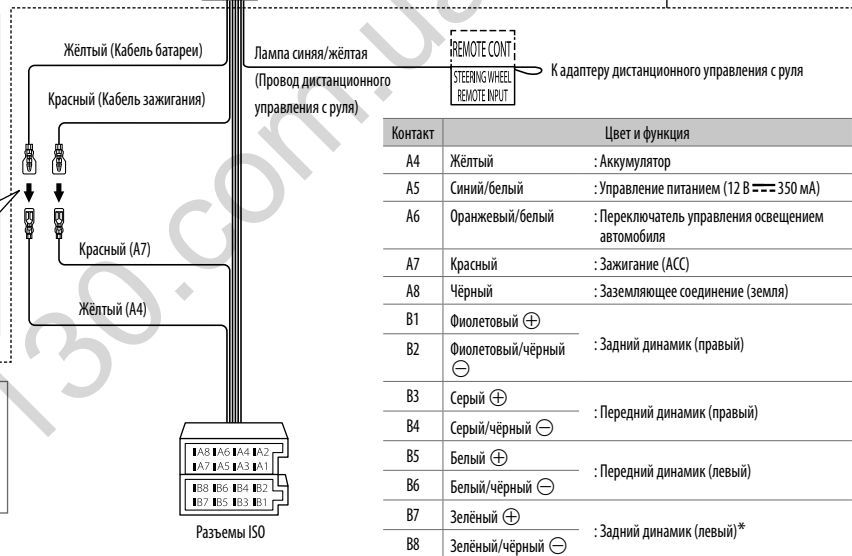 Жёлтый (Кабель батареи)
Красный (Кабель зажигания)
Лампа синяя/жёлтая
(Провод дистанционного
управления с руля)
REMOTE CONT
STEERING WHEEL
REMOTE INPUT
К адаптеру дистанционного управления с руля
Красный (A7)
Жёлтый (A4)
A8 A6 A4 A2
A7 A5 A3 A1
B8 B6 B4 B2
B7 B5 B3 B1
Разъемы ISO
Контакт Цвет и функция
A4 Жёлтый : Аккумулятор
A5 Синий/белый : Управление питанием (12 В ⎓ 350 мА)
A6 Оранжевый/белый : Переключатель управления освещением
автомобиля
A7 Красный : Зажигание (ACC)
A8 Чёрный : Заземляющее соединение (земля)
B1 Фиолетовый ⊕
: Задний динамик (правый)
B2 Фиолетовый/чёрный
⊖
B3 Серый ⊕
: Передний динамик (правый)
B4 Серый/чёрный ⊖
B5 Белый ⊕
: Передний динамик (левый)
B6 Белый/чёрный ⊖
B7 Зелёный ⊕
: Задний динамик (левый)*
B8 Зелёный/чёрный ⊖
130.com.ua